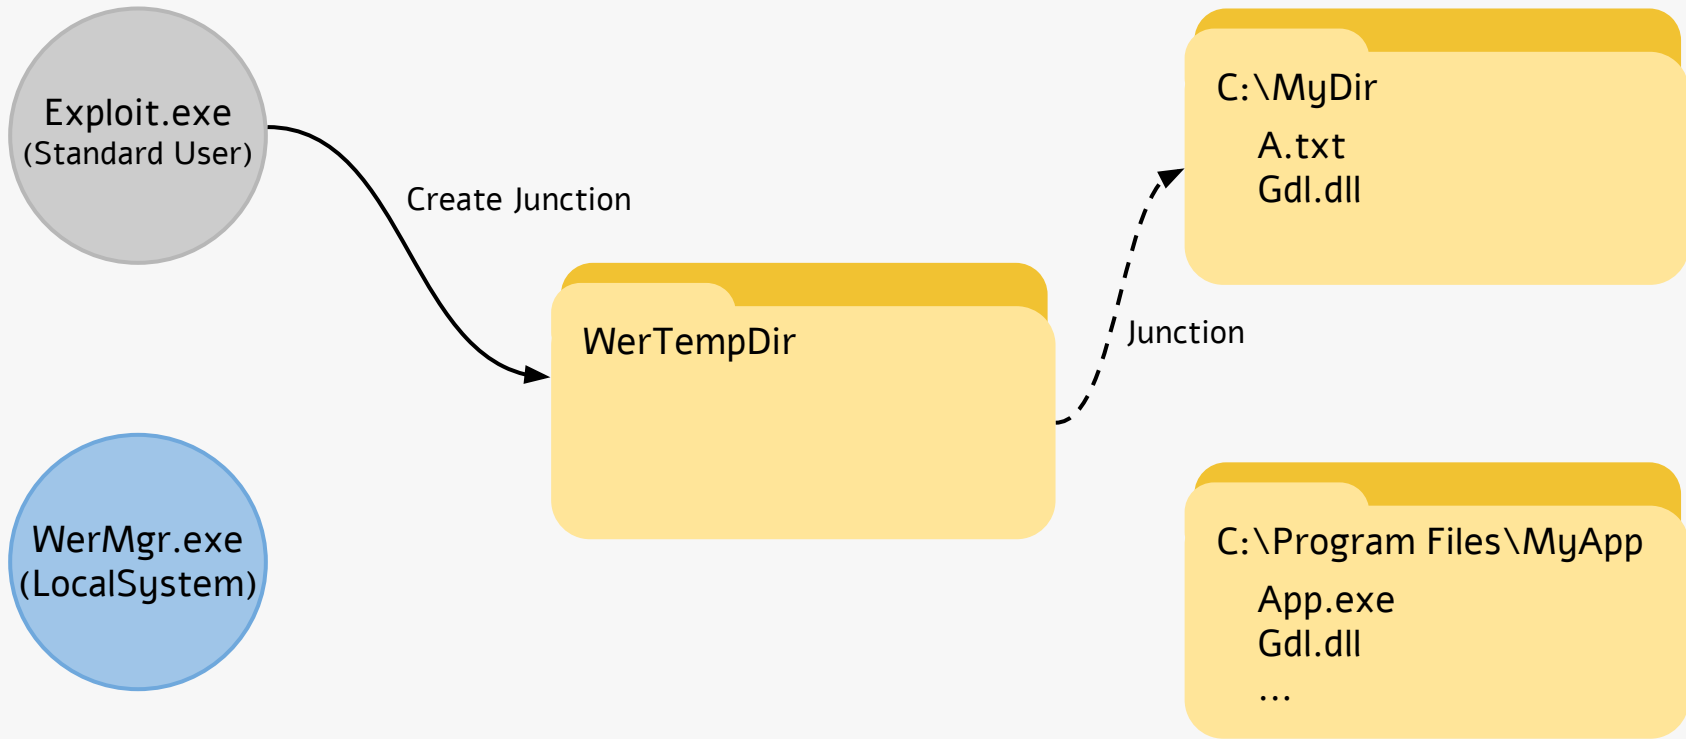 Exploit.exe
(Standard User)
Create Junction
C:\MyDir
A.txt
Gdl.dll
WerTempDir
Junction
WerMgr.exe
(LocalSystem)
C:\Program Files\MyApp
App.exe
Gdl.dll
...